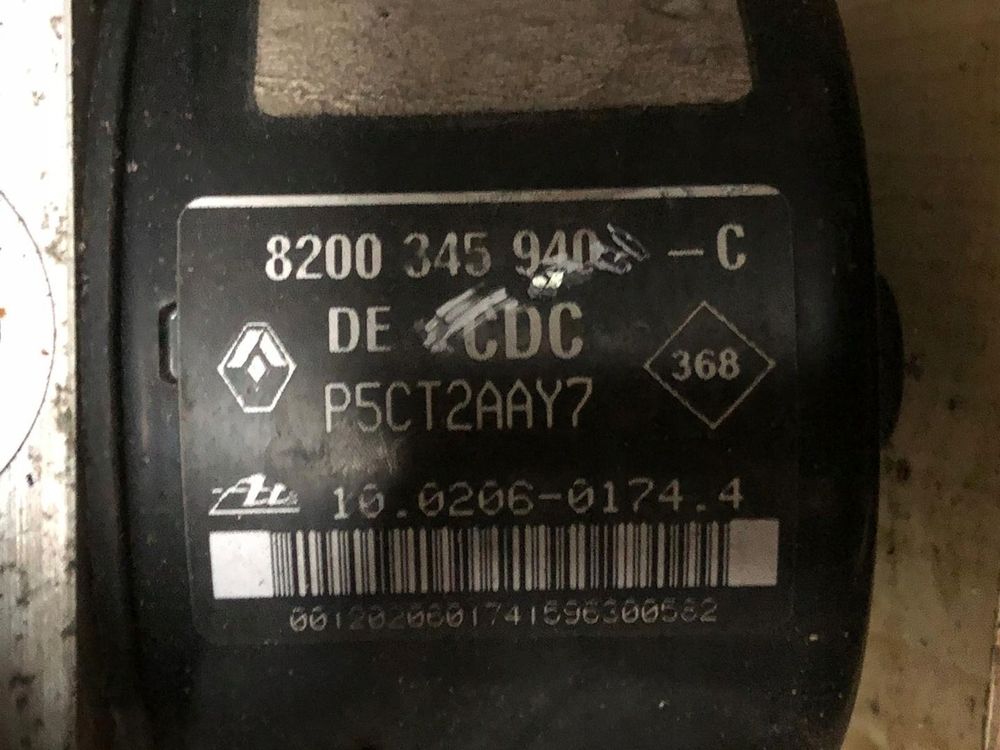 8200 345 940 -C
DE CDC
368
P5CT2AAY7
10.0206-0174.4
0012020601741596300582